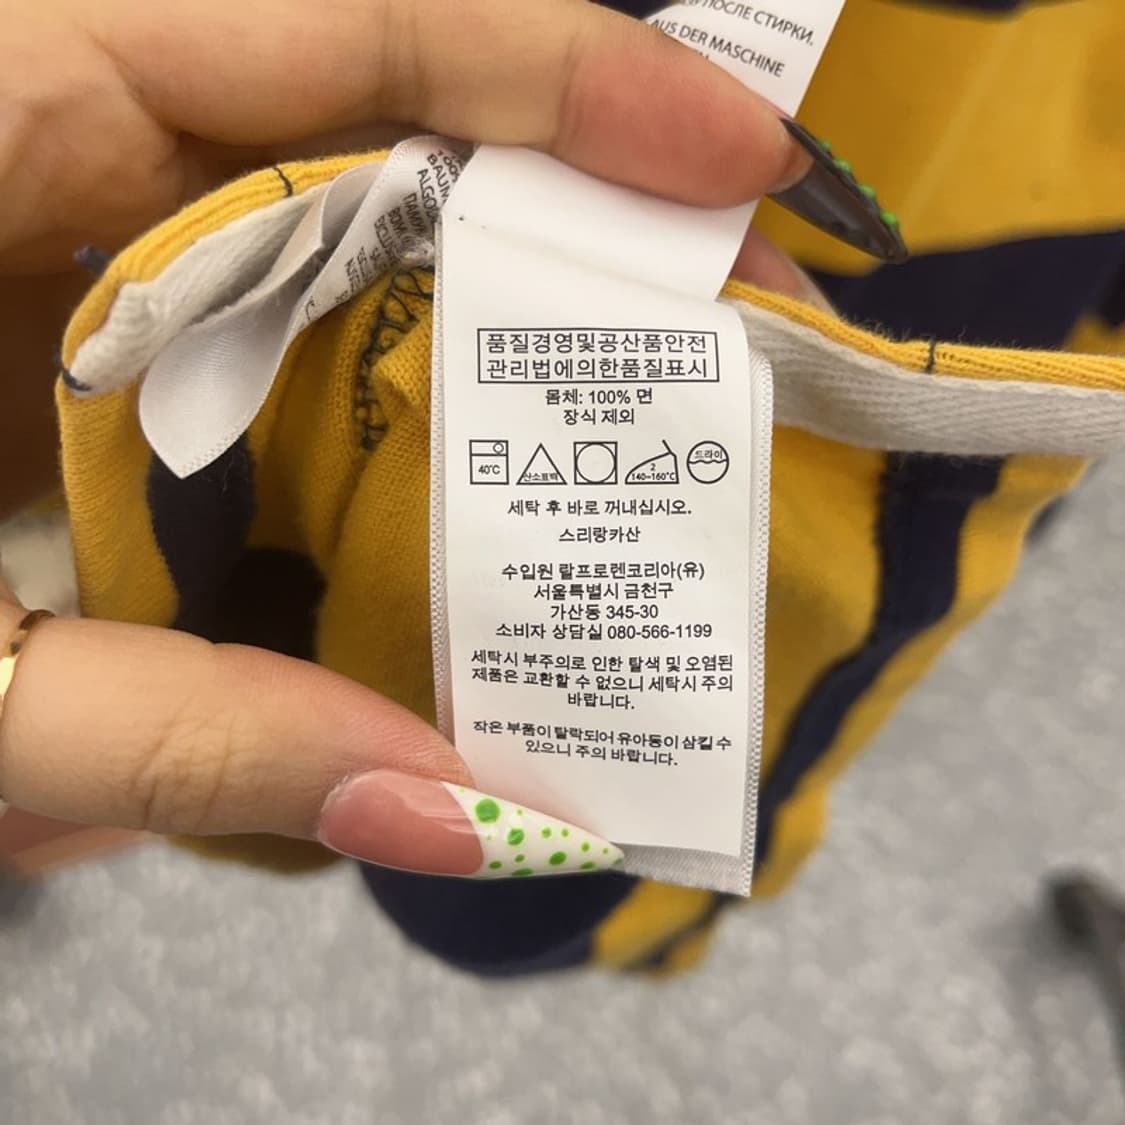 ПОСЛЕ СТИРКИ.
AUS DER MASCHINE
품질경영및공산품안전
관리법에의한품질표시
몸체: 100% 면
장식 제외
40℃
산소표백
2
140~160℃
드라이
세탁 후 바로 꺼내십시오.
스리랑카산
수입원 랄프로렌코리아(유)
서울특별시 금천구
가산동 345-30
소비자 상담실 080-566-1199
세탁시 부주의로 인한 탈색 및 오염된
제품은 교환할 수 없으니 세탁시 주의
바랍니다.
작은 부품이 탈락되어 유아동이 삼킬 수
있으니 주의 바랍니다.